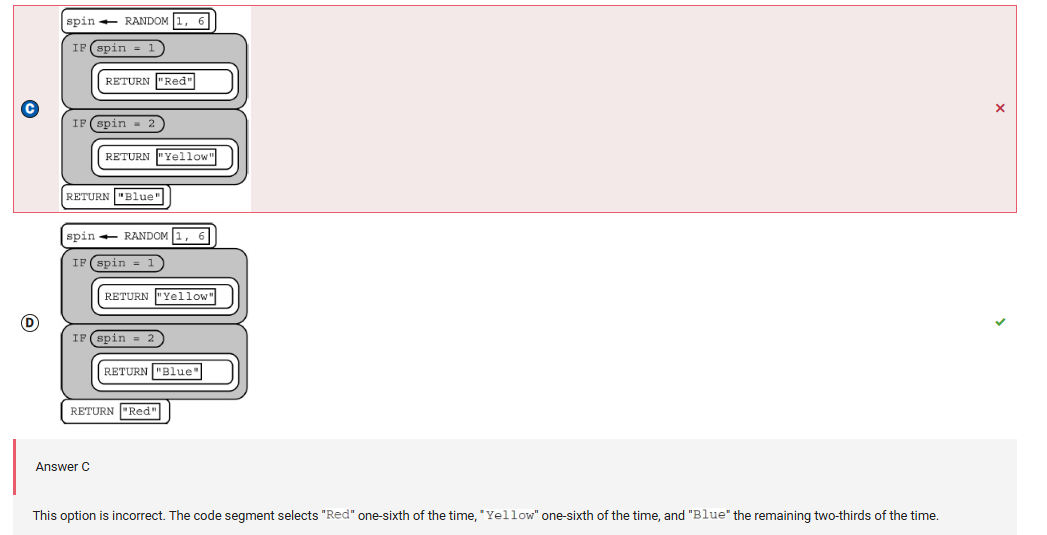 spin ← RANDOM 1, 6
IF spin = 1
RETURN "Red"
C
IF spin = 2
RETURN "Yellow"
RETURN "Blue"
spin ← RANDOM 1, 6
IF spin = 1
RETURN "Yellow"
D
IF spin = 2
RETURN "Blue"
RETURN "Red"
Answer C
This option is incorrect. The code segment selects "Red" one-sixth of the time, "Yellow" one-sixth of the time, and "Blue" the remaining two-thirds of the time.